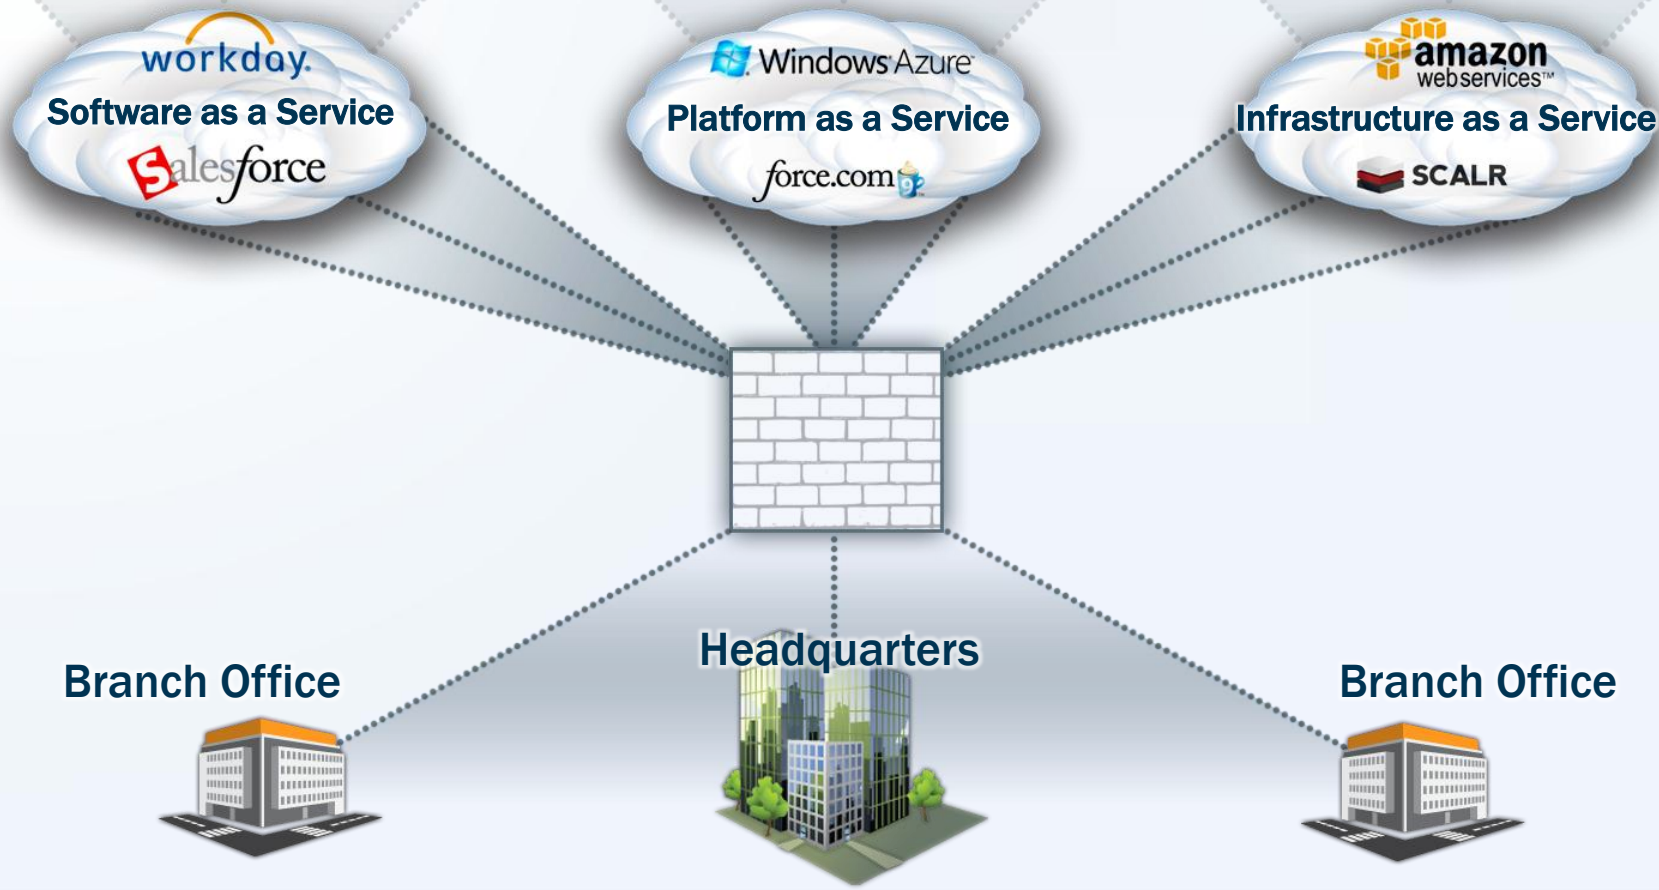 workday.
Software as a Service
salesforce
Windows Azure™
Platform as a Service
force.com
Infrastructure as a Service
amazon
webservices™
SCALR
Headquarters
Branch Office
Branch Office